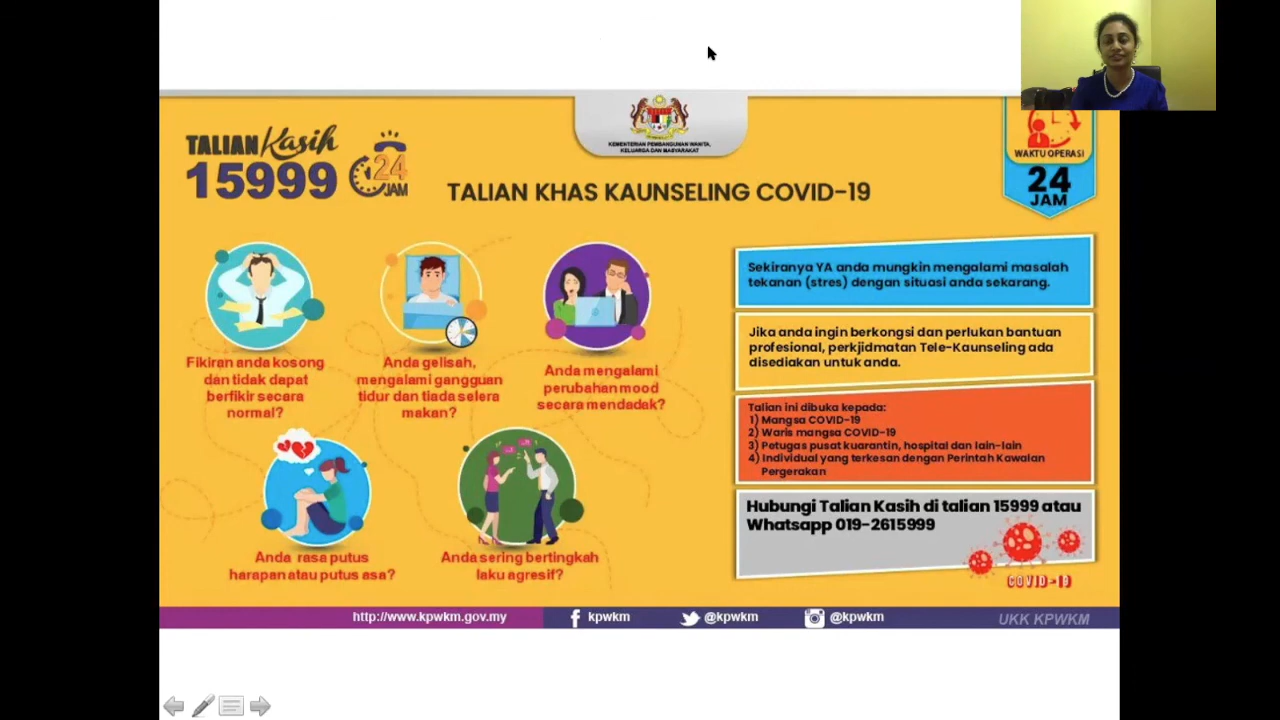 TALIAN Kasih
15999
24
JAM
KEMENTERIAN PEMBANGUNAN WANITA,
KELUARGA DAN MASYARAKAT
TALIAN KHAS KAUNSELING COVID-19
WAKTU OPERASI
24
JAM
Fikiran anda kosong
dan tidak dapat
berfikir secara
normal?
Anda gelisah,
mengalami gangguan
tidur dan tiada selera
makan?
Anda mengalami
perubahan mood
secara mendadak?
Anda rasa putus
harapan atau putus asa?
Anda sering bertingkah
laku agresif?
Sekiranya YA anda mungkin mengalami masalah
tekanan (stres) dengan situasi anda sekarang.
Jika anda ingin berkongsi dan perlukan bantuan
profesional, perkjidmatan Tele-Kaunseling ada
disediakan untuk anda.
Talian ini dibuka kepada:
1) Mangsa COVID-19
2) Waris mangsa COVID-19
3) Petugas pusat kuarantin, hospital dan lain-lain
4) Individual yang terkesan dengan Perintah Kawalan
Pergerakan
Hubungi Talian Kasih di talian 15999 atau
Whatsapp 019-2615999
COVID-19
http://www.kpwkm.gov.my
kpwkm
@kpwkm
@kpwkm
UKK KPWKM